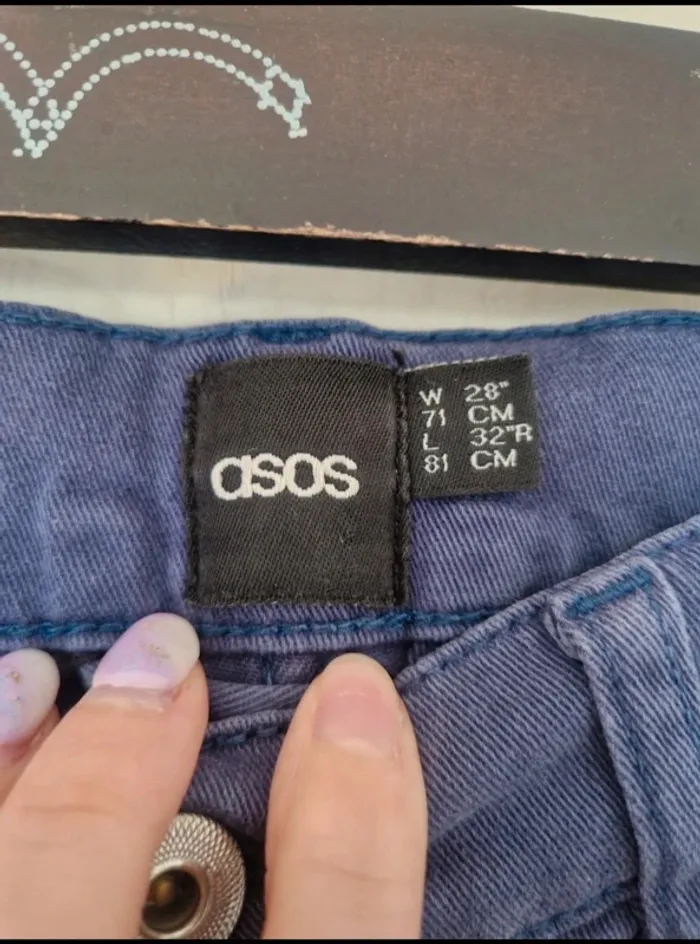 asos
W 28"
71 CM
L 32"R
81 CM